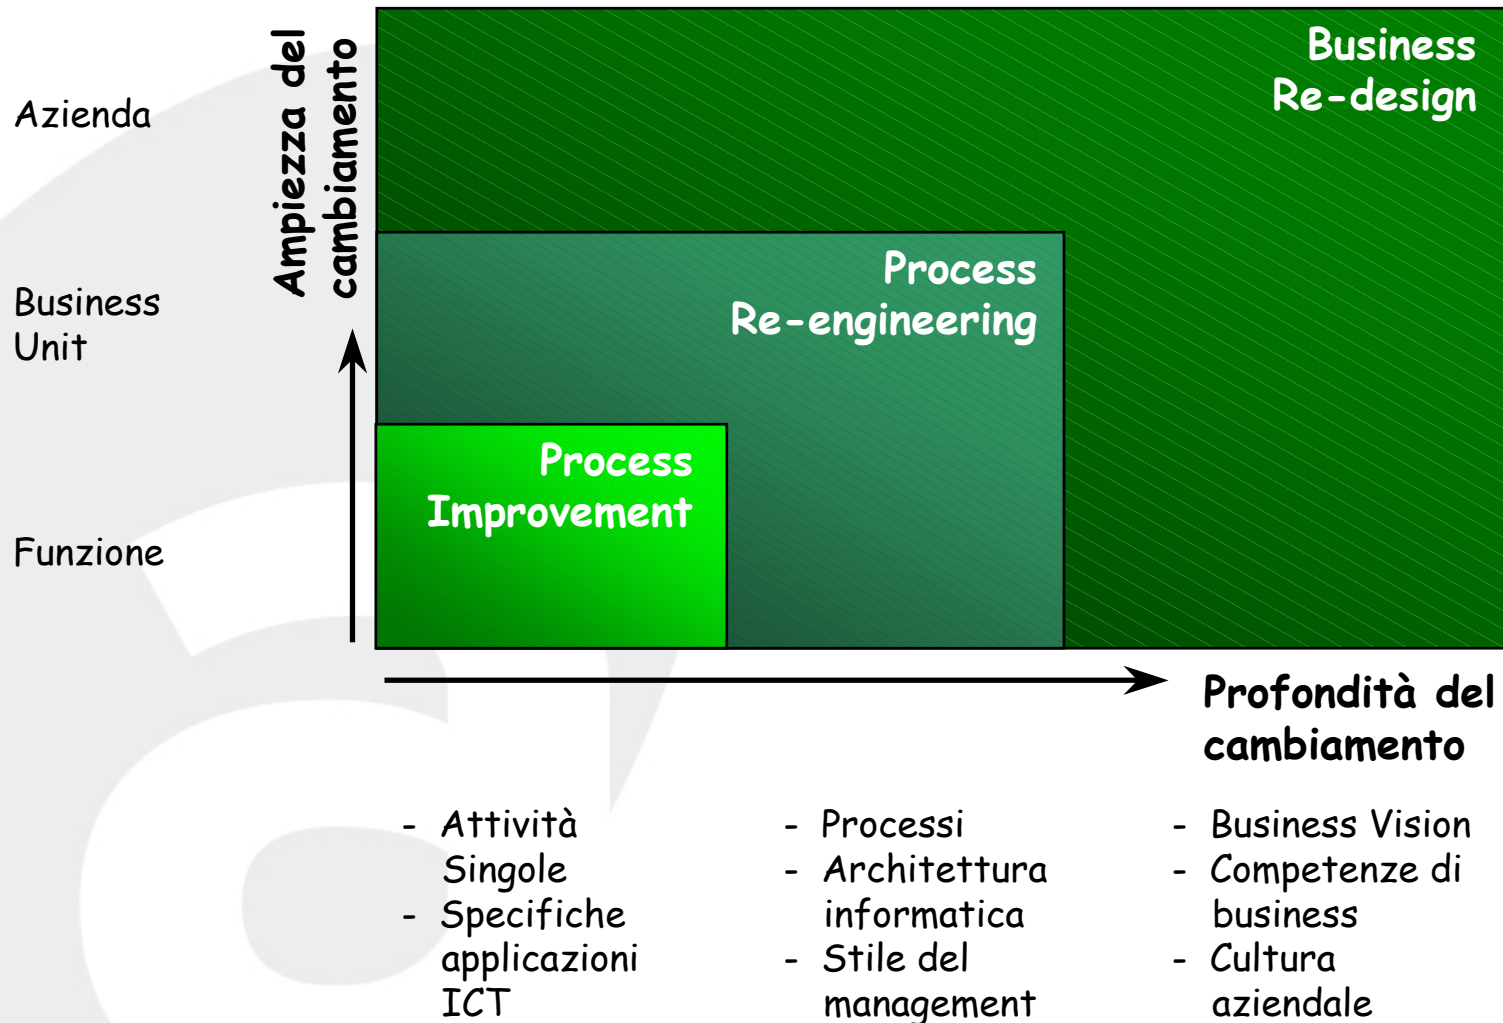 Ampiezza del
cambiamento
Azienda
Business
Unit
Funzione
Business
Re-design
Process
Re-engineering
Process
Improvement
Profondità del
cambiamento
- Attività
Singole
- Specifiche
applicazioni
ICT
- Processi
- Architettura
informatica
- Stile del
management
- Business Vision
- Competenze di
business
- Cultura
aziendale